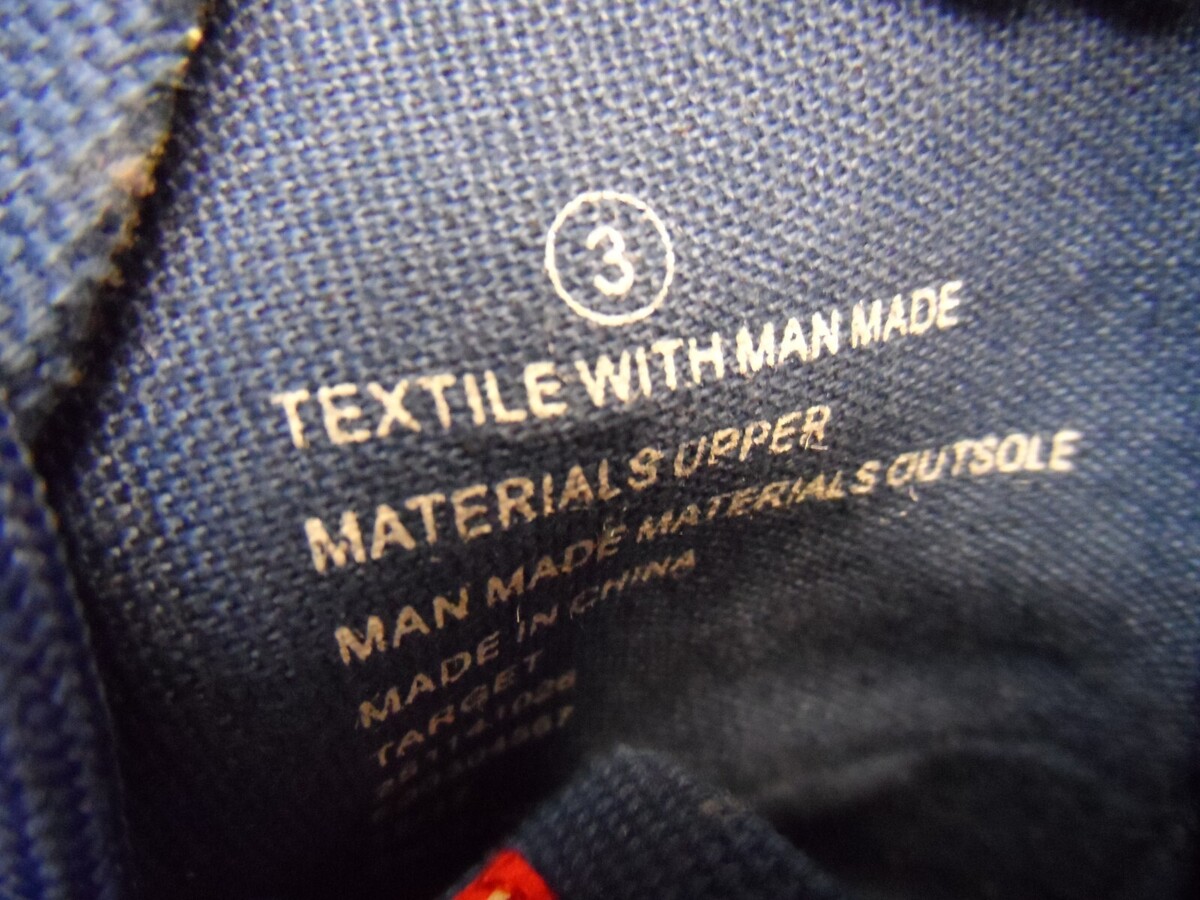 3
TEXTILE WITH MAN MADE
MATERIALS UPPER
MAN MADE MATERIALS OUTSOLE
MADE IN CHINA
TARGET